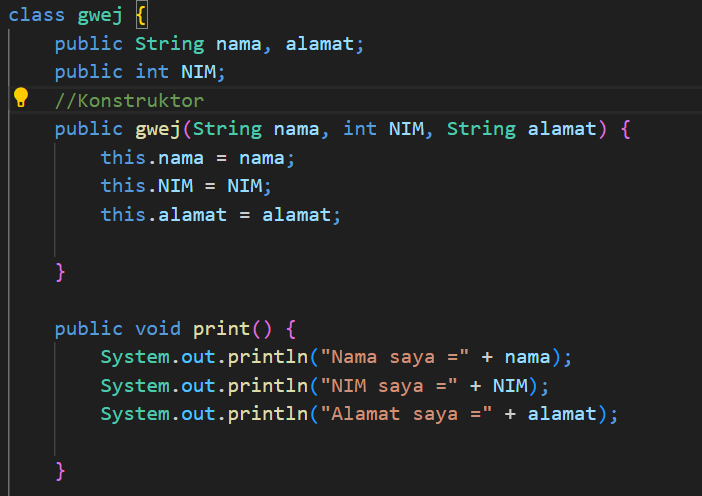 class gwej {
public String nama, alamat;
public int NIM;
//Konstruktor
public gwej(String nama, int NIM, String alamat) {
this.nama = nama;
this.NIM = NIM;
this.alamat = alamat;
}
public void print() {
System.out.println("Nama saya =" + nama);
System.out.println("NIM saya =" + NIM);
System.out.println("Alamat saya =" + alamat);
}